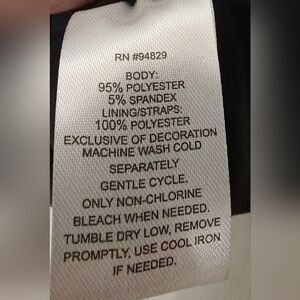 RN #94829
BODY:
95% POLYESTER
5% SPANDEX
LINING/STRAPS:
100% POLYESTER
EXCLUSIVE OF DECORATION
MACHINE WASH COLD
SEPARATELY
GENTLE CYCLE.
ONLY NON-CHLORINE
BLEACH WHEN NEEDED.
TUMBLE DRY LOW, REMOVE
PROMPTLY, USE COOL IRON
IF NEEDED.